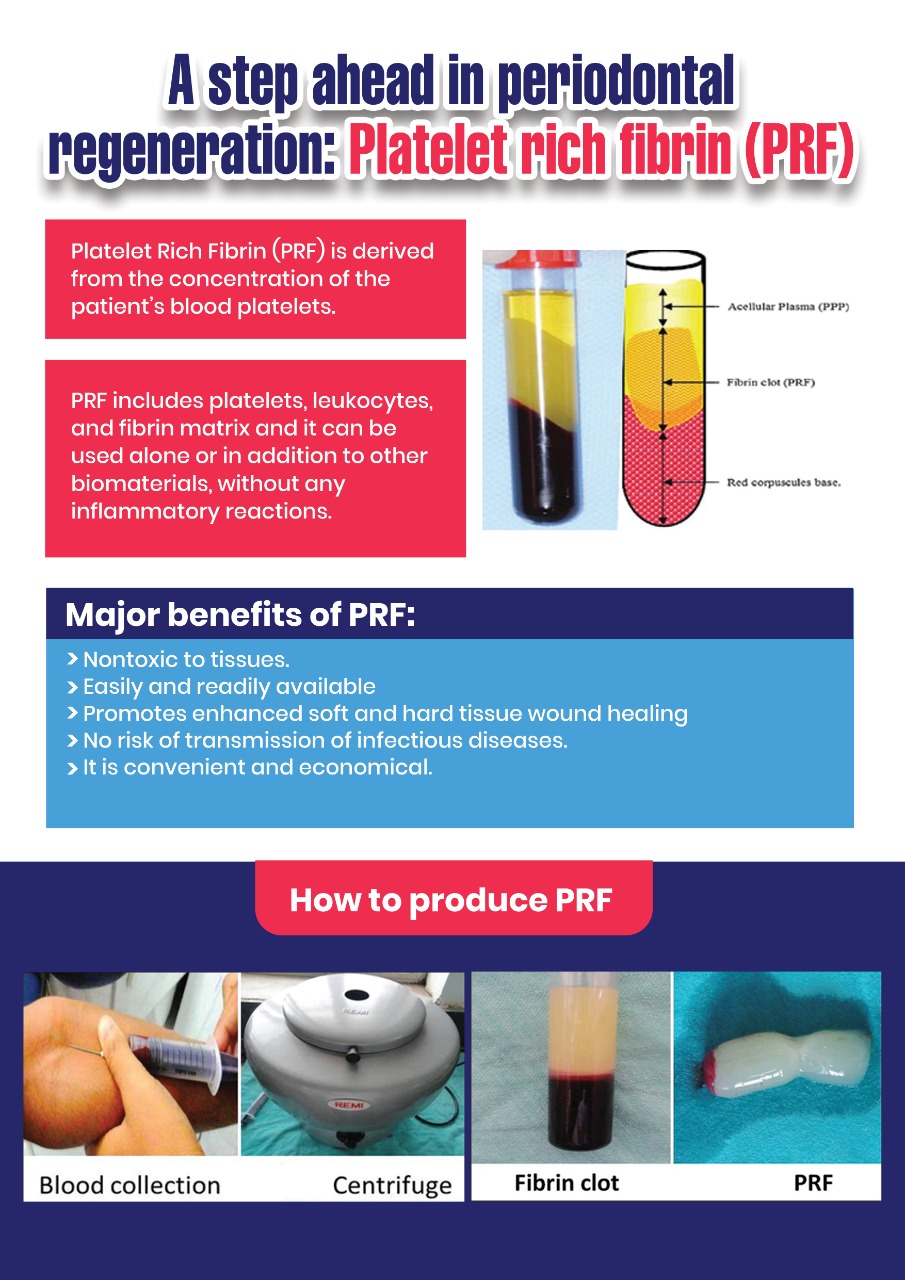 A step ahead in periodontal
regeneration: Platelet rich fibrin (PRF)
Platelet Rich Fibrin (PRF) is derived
from the concentration of the
patient's blood platelets.
PRF includes platelets, leukocytes,
and fibrin matrix and it can be
used alone or in addition to other
biomaterials, without any
inflammatory reactions.
Acellular Plasma (PPP)
Fibrin clot (PRF)
Red corpuscules base.
Major benefits of PRF:
> Nontoxic to tissues.
> Easily and readily available
> Promotes enhanced soft and hard tissue wound healing
> No risk of transmission of infectious diseases.
> It is convenient and economical.
How to produce PRF
REMI
REMI
Blood collection
Centrifuge
Fibrin clot
PRF